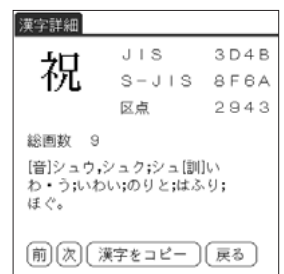 漢字詳細
祝
JIS 3D4B
S-JIS 8F6A
区点 2943
総画数 9
[音]シュウ,シュク;シュ[訓]い
わ・う;いわい;のりと;はふり;
ほぐ。
前 次 漢字をコピー 戻る